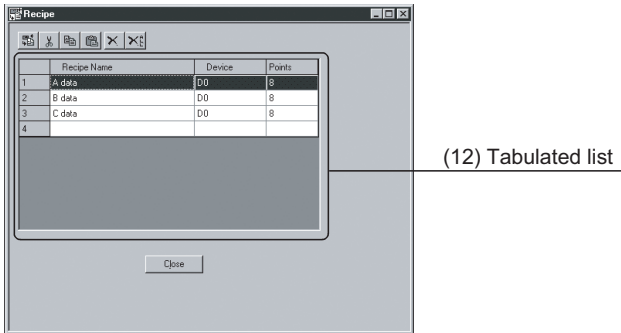 Recipe
Recipe Name Device Points
1 A data D0 8
2 B data D0 8
3 C data D0 8
4
(12) Tabulated list
Close